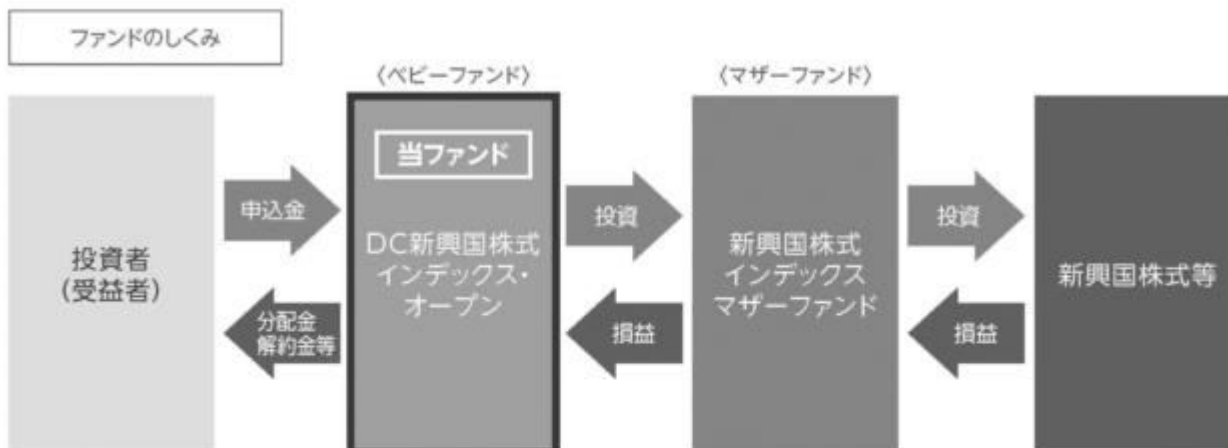 ファンドのしくみ
〈ベビーファンド〉
〈マザーファンド〉
投資者
(受益者)
申込金
分配金
解約金等
当ファンド
DC新興国株式
インデックス・
オープン
投資
損益
新興国株式
インデックス
マザーファンド
投資
損益
新興国株式等